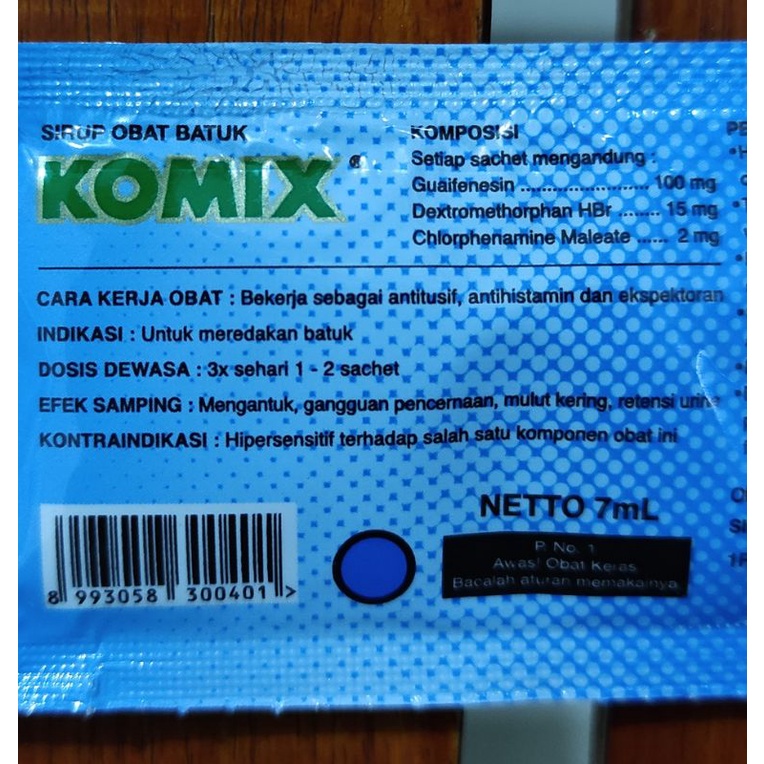 SIRUP OBAT BATUK
KOMIX ®
KOMPOSISI
Setiap sachet mengandung :
Guaifenesin ........................ 100 mg
Dextromethorphan HBr ........ 15 mg
Chlorphenamine Maleate ...... 2 mg
CARA KERJA OBAT : Bekerja sebagai antitusif, antihistamin dan ekspektoran
INDIKASI : Untuk meredakan batuk
DOSIS DEWASA : 3x sehari 1 - 2 sachet
EFEK SAMPING : Mengantuk, gangguan pencernaan, mulut kering, retensi urine
KONTRAINDIKASI : Hipersensitif terhadap salah satu komponen obat ini
NETTO 7mL
P. No. 1
Awas! Obat Keras
Bacalah aturan memakainya
8 993058 300401 >